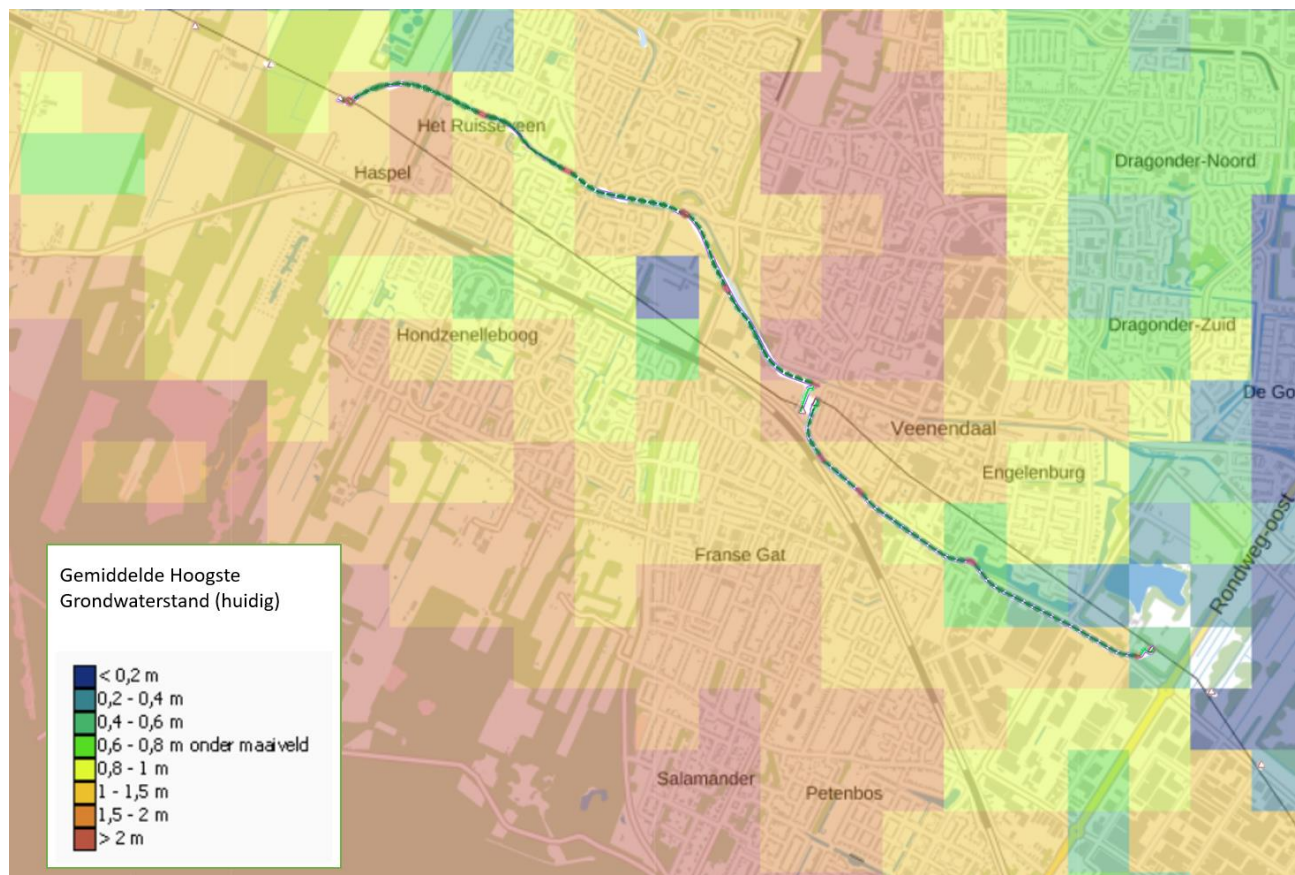 Het Ruisseveen
Haspel
Dragonder-Noord
Hondzenelleboog
Dragonder-Zuid
De Go
Veenendaal
Engelenburg
Rondweg-oost
Franse Gat
Salamander
Petenbos
Gemiddelde Hoogste
Grondwaterstand (huidig)
< 0,2 m
0,2 - 0,4 m
0,4 - 0,6 m
0,6 - 0,8 m onder maaiveld
0,8 - 1 m
1 - 1,5 m
1,5 - 2 m
> 2 m